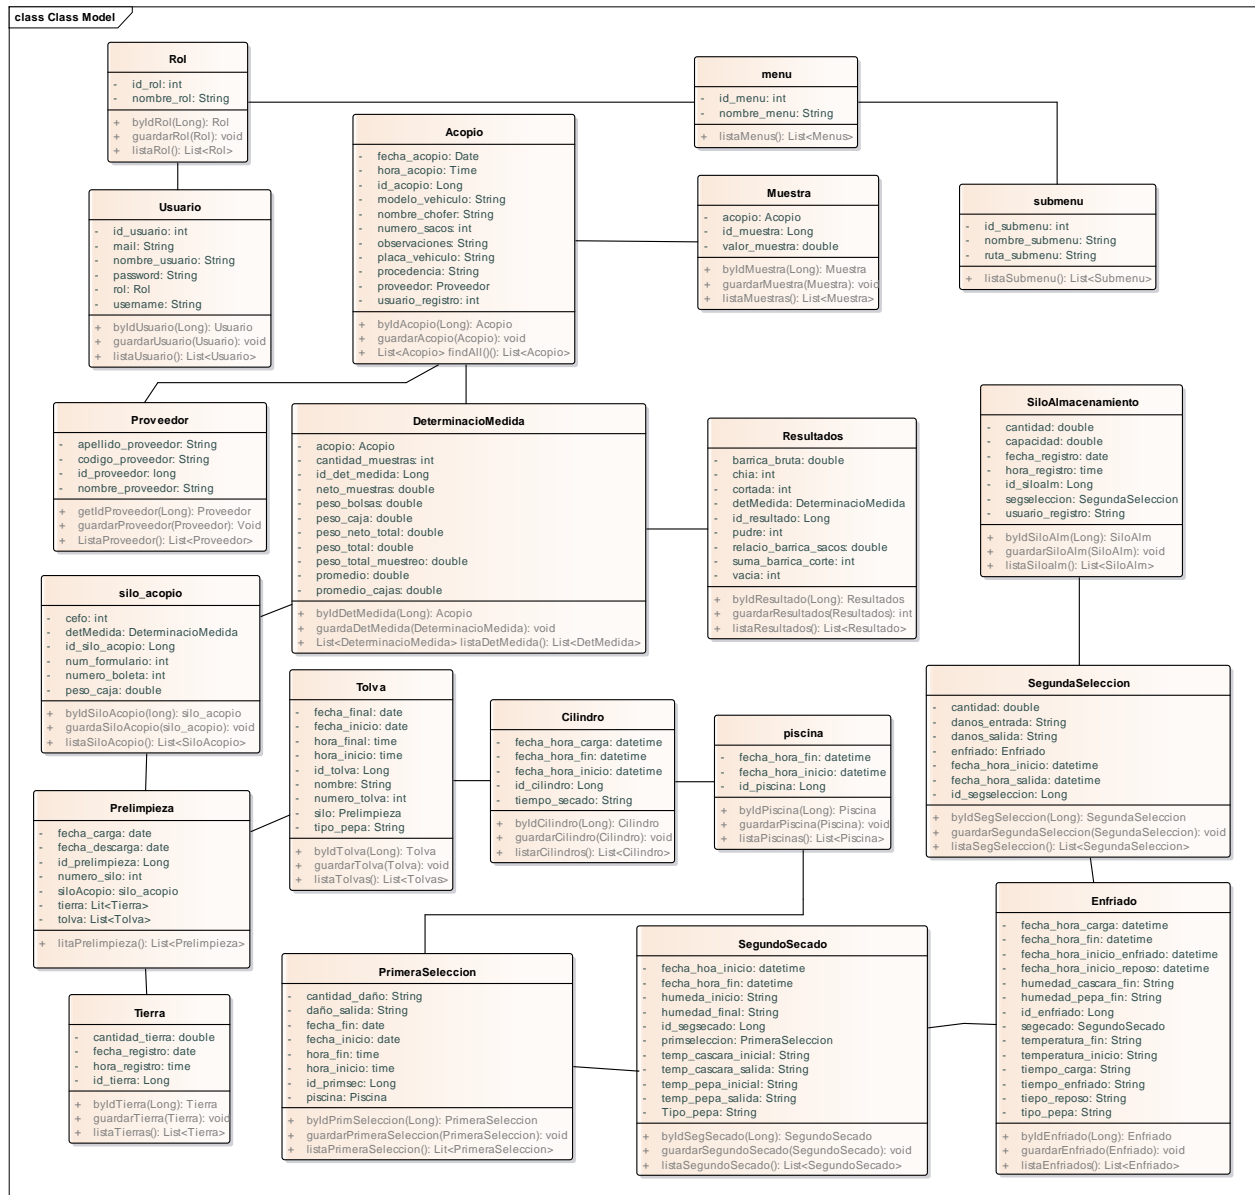 class Class Model
Rol
- id_rol: int
- nombre_rol: String
+ byIdRol(Long): Rol
+ guardarRol(Rol): void
+ listaRol(): List<Rol>
menu
- id_menu: int
- nombre_menu: String
+ listaMenus(): List<Menus>
Acopio
- fecha_acopio: Date
- hora_acopio: Time
- id_acopio: Long
- modelo_vehiculo: String
- nombre_chofer: String
- numero_sacos: int
- observaciones: String
- placa_vehiculo: String
- procedencia: String
- proveedor: Proveedor
- usuario_registro: int
+ byIdAcopio(Long): Acopio
+ guardarAcopio(Acopio): void
+ List<Acopio> findAll()(): List<Acopio>
Muestra
- acopio: Acopio
- id_muestra: Long
- valor_muestra: double
+ byIdMuestra(Long): Muestra
+ guardarMuestra(Muestra): void
+ listaMuestras(): List<Muestra>
submenu
- id_submenu: int
- nombre_submenu: String
- ruta_submenu: String
+ listaSubmenu(): List<Submenu>
Usuario
- id_usuario: int
- mail: String
- nombre_usuario: String
- password: String
- rol: Rol
- username: String
+ byIdUsuario(Long): Usuario
+ guardarUsuario(Usuario): void
+ listaUsuario(): List<Usuario>
Proveedor
- apellido_proveedor: String
- codigo_proveedor: String
- id_proveedor: long
- nombre_proveedor: String
+ getIdProveedor(Long): Proveedor
+ guardarProveedor(Proveedor): Void
+ ListaProveedor(): List<Proveedor>
DeterminacioMedida
- acopio: Acopio
- cantidad_muestras: int
- id_det_medida: Long
- neto_muestras: double
- peso_bolsas: double
- peso_caja: double
- peso_neto_total: double
- peso_total: double
- peso_total_muestreo: double
- promedio: double
- promedio_cajas: double
+ byIdDetMedida(Long): Acopio
+ guardaDetMedida(DeterminacioMedida): void
+ List<DeterminacioMedida> listaDetMedida(): List<DetMedida>
Resultados
- barrica_bruta: double
- chia: int
- cortada: int
- detMedida: DeterminacioMedida
- id_resultado: Long
- pudre: int
- relacio_barrica_sacos: double
- suma_barrica_corte: int
- vacia: int
+ byIdResultado(Long): Resultados
+ guardarResultados(Resultados): int
+ listaResultados(): List<Resultado>
SiloAlmacenamiento
- cantidad: double
- capacidad: double
- fecha_registro: date
- hora_registro: time
- id_siloalm: Long
- segseleccion: SegundaSeleccion
- usuario_registro: String
+ byIdSiloAlm(Long): SiloAlm
+ guardarSiloAlm(SiloAlm): void
+ listaSiloalm(): List<SiloAlm>
silo_acopio
- cefo: int
- detMedida: DeterminacioMedida
- id_silo_acopio: Long
- num_formulario: int
- numero_boleta: int
- peso_caja: double
+ byIdSiloAcopio(long): silo_acopio
+ guardaSiloAcopio(silo_acopio): void
+ listaSiloAcopio(): List<SiloAcopio>
Tolva
- fecha_final: date
- fecha_inicio: date
- hora_final: time
- hora_inicio: time
- id_tolva: Long
- nombre: String
- numero_tolva: int
- silo: Prelimpieza
- tipo_pepa: String
+ byIdTolva(Long): Tolva
+ guardarTolva(Tolva): void
+ listaTolvas(): List<Tolvas>
Cilindro
- fecha_hora_carga: datetime
- fecha_hora_fin: datetime
- fecha_hora_inicio: datetime
- id_cilindro: Long
- tiempo_secado: String
+ byIdCilindro(Long): Cilindro
+ guardarCilindro(Cilindro): void
+ listarCilindros(): List<Cilindro>
piscina
- fecha_hora_fin: datetime
- fecha_hora_inicio: datetime
- id_piscina: Long
+ byIdPiscina(Long): Piscina
+ guardarPiscina(Piscina): void
+ listaPiscinas(): List<Piscina>
SegundaSeleccion
- cantidad: double
- danos_entrada: String
- danos_salida: String
- enfriado: Enfriado
- fecha_hora_inicio: datetime
- fecha_hora_salida: datetime
- id_segseleccion: Long
+ byIdSegSeleccion(Long): SegundaSeleccion
+ guardarSegundaSeleccion(SegundaSeleccion): void
+ listaSegSeleccion(): List<SegundaSeleccion>
Prelimpieza
- fecha_carga: date
- fecha_descarga: date
- id_prelimpieza: Long
- numero_silo: int
- siloAcopio: silo_acopio
- tierra: Lit<Tierra>
- tolva: List<Tolva>
+ litaPrelimpieza(): List<Prelimpieza>
Tierra
- cantidad_tierra: double
- fecha_registro: date
- hora_registro: time
- id_tierra: Long
+ byIdTierra(Long): Tierra
+ guardarTierra(Tierra): void
+ listaTierras(): List<Tierra>
PrimeraSeleccion
- cantidad_daño: String
- daño_salida: String
- fecha_fin: date
- fecha_inicio: date
- hora_fin: time
- hora_inicio: time
- id_primsec: Long
- piscina: Piscina
+ byIdPrimSeleccion(Long): PrimeraSeleccion
+ guardarPrimeraSeleccion(PrimeraSeleccion): void
+ listaPrimeraSeleccion(): Lit<PrimeraSeleccion>
SegundoSecado
- fecha_hoa_inicio: datetime
- fecha_hora_fin: datetime
- humeda_inicio: String
- humedad_final: String
- id_segsecado: Long
- primseleccion: PrimeraSeleccion
- temp_cascara_inicial: String
- temp_cascara_salida: String
- temp_pepa_inicial: String
- temp_pepa_salida: String
- Tipo_pepa: String
+ byIdSegSecado(Long): SegundoSecado
+ guardarSegundoSecado(SegundoSecado): void
+ listaSegundoSecado(): List<SegundoSecado>
Enfriado
- fecha_hora_carga: datetime
- fecha_hora_fin: datetime
- fecha_hora_inicio_enfriado: datetime
- fecha_hora_inicio_reposo: datetime
- humedad_cascara_fin: String
- humedad_pepa_fin: String
- id_enfriado: Long
- segecado: SegundoSecado
- temperatura_fin: String
- temperatura_inicio: String
- tiempo_carga: String
- tiempo_enfriado: String
- tiepo_reposo: String
- tipo_pepa: String
+ byIdEnfriado(Long): Enfriado
+ guardarEnfriado(Enfriado): void
+ listaEnfriados(): List<Enfriado>